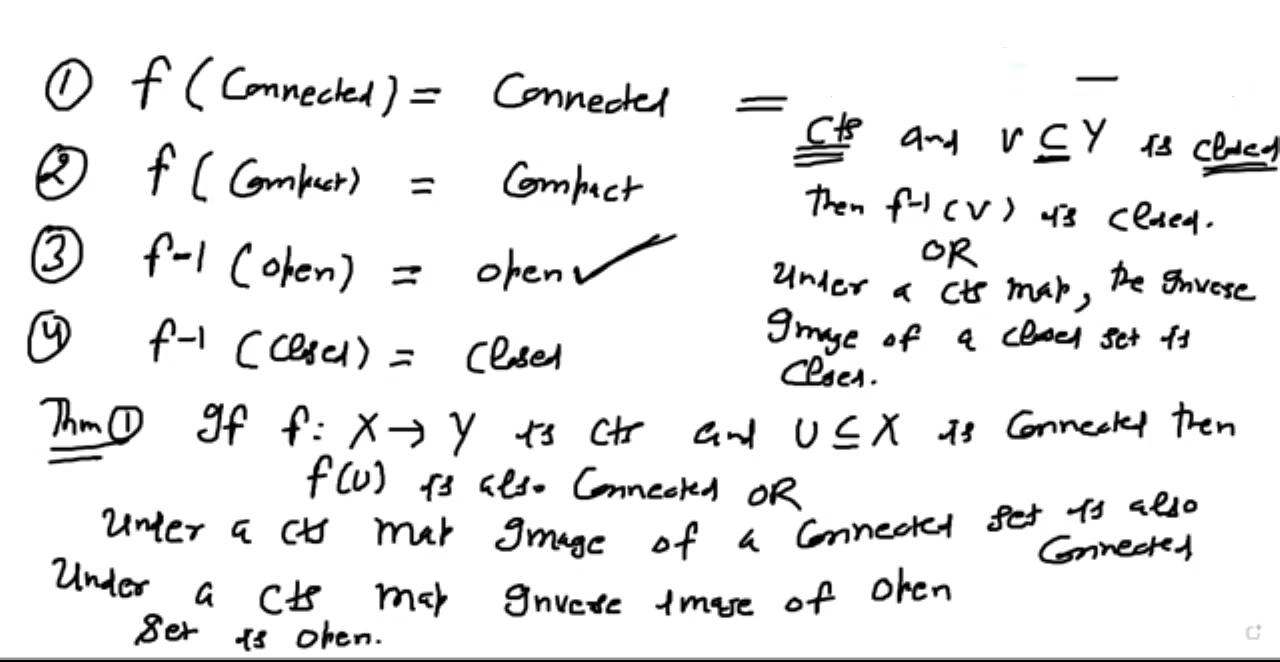 ① f (Connected) = Connected
② f (Compact) = Compact
③ f-1 (open) = open ✓
④ f-1 (Closed) = Closed
= Cts and V ⊆ Y is closed
then f-1 (V) is closed.
OR
Under a cts map, the Inverse
Image of a closed set is
Closed.
Thm ① If f: X → Y is cts and U ⊆ X is Connected then
f(U) is also Connected OR
Under a cts map Image of a Connected set is also
Connected
Under a cts map Inverse image of open
Set is open.